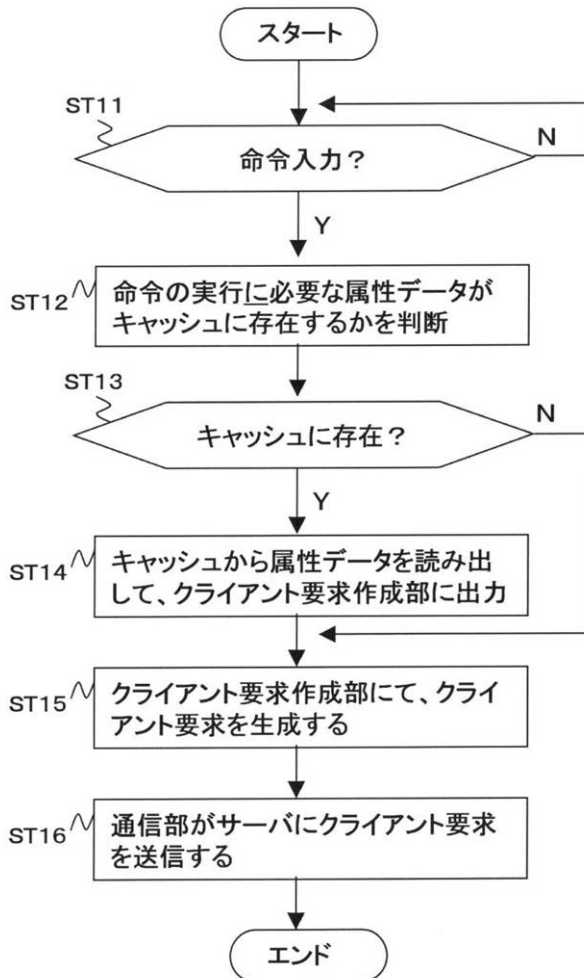 スタート
ST11
命令入力?
N
Y
ST12
命令の実行に必要な属性データが
キャッシュに存在するかを判断
ST13
キャッシュに存在?
N
Y
ST14
キャッシュから属性データを読み出
して、クライアント要求作成部に出力
ST15
クライアント要求作成部にて、クライ
アント要求を生成する
ST16
通信部がサーバにクライアント要求
を送信する
エンド